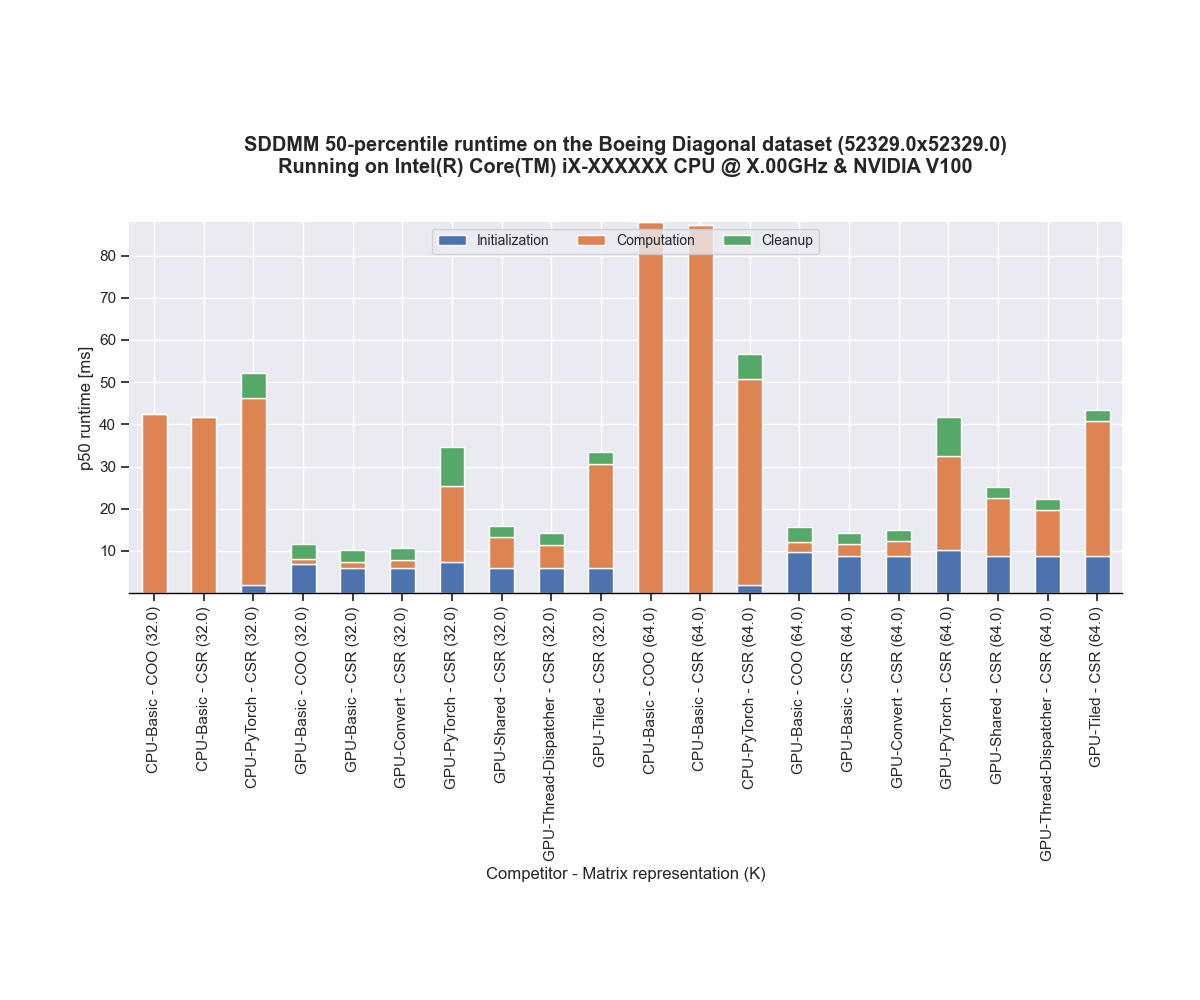 SDDMM 50-percentile runtime on the Boeing Diagonal dataset (52329.0x52329.0)
Running on Intel(R) Core(TM) iX-XXXXXX CPU @ X.00GHz & NVIDIA V100
Initialization
Computation
Cleanup
p50 runtime [ms]
80
70
60
50
40
30
20
10
CPU-Basic - COO (32.0)
CPU-Basic - CSR (32.0)
CPU-PyTorch - CSR (32.0)
GPU-Basic - COO (32.0)
GPU-Basic - CSR (32.0)
GPU-Convert - CSR (32.0)
GPU-PyTorch - CSR (32.0)
GPU-Shared - CSR (32.0)
GPU-Thread-Dispatcher - CSR (32.0)
GPU-Tiled - CSR (32.0)
CPU-Basic - COO (64.0)
CPU-Basic - CSR (64.0)
CPU-PyTorch - CSR (64.0)
GPU-Basic - COO (64.0)
GPU-Basic - CSR (64.0)
GPU-Convert - CSR (64.0)
GPU-PyTorch - CSR (64.0)
GPU-Shared - CSR (64.0)
GPU-Thread-Dispatcher - CSR (64.0)
GPU-Tiled - CSR (64.0)
Competitor - Matrix representation (K)